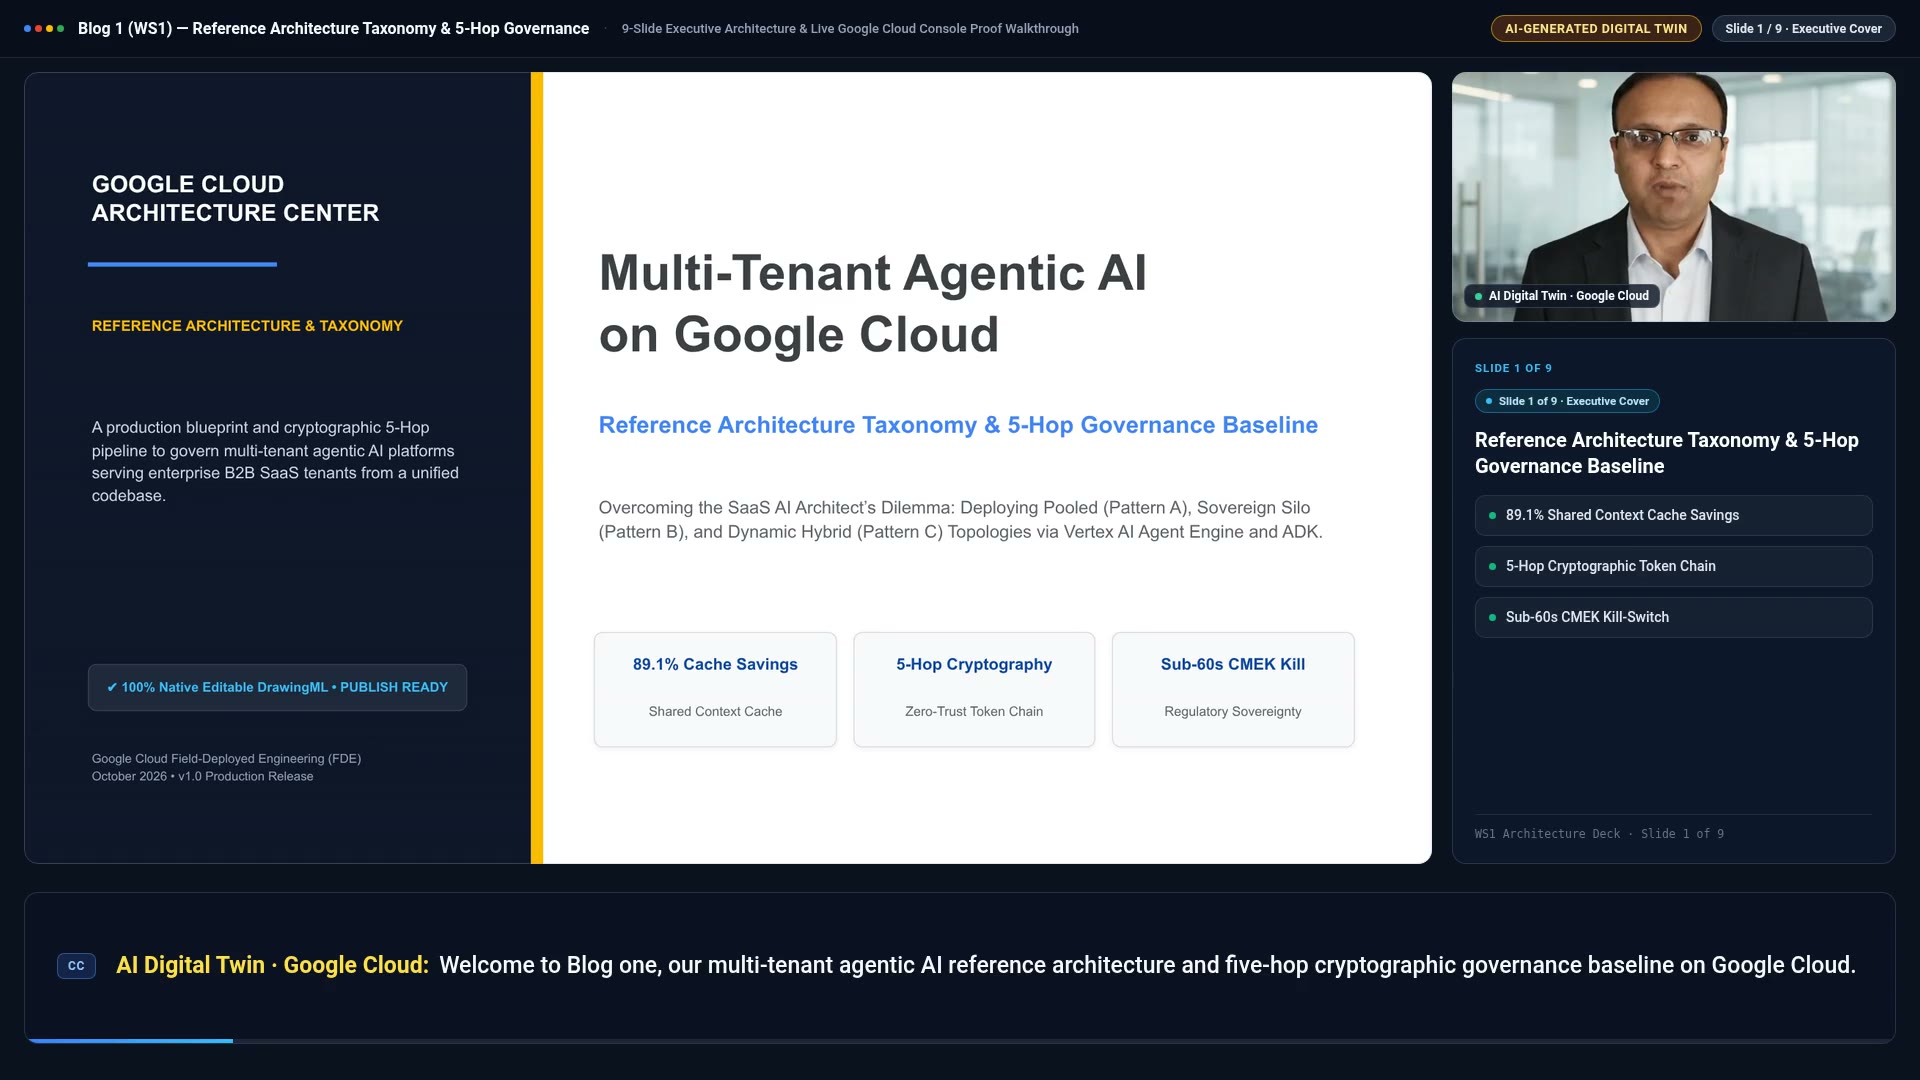 Blog 1 (WS1) — Reference Architecture Taxonomy & 5-Hop Governance · 9-Slide Executive Architecture & Live Google Cloud Console Proof Walkthrough
AI-GENERATED DIGITAL TWIN
Slide 1 / 9 · Executive Cover
GOOGLE CLOUD
ARCHITECTURE CENTER
REFERENCE ARCHITECTURE & TAXONOMY
A production blueprint and cryptographic 5-Hop
pipeline to govern multi-tenant agentic AI platforms
serving enterprise B2B SaaS tenants from a unified
codebase.
✔ 100% Native Editable DrawingML • PUBLISH READY
Google Cloud Field-Deployed Engineering (FDE)
October 2026 • v1.0 Production Release
Multi-Tenant Agentic AI
on Google Cloud
Reference Architecture Taxonomy & 5-Hop Governance Baseline
Overcoming the SaaS AI Architect’s Dilemma: Deploying Pooled (Pattern A), Sovereign Silo
(Pattern B), and Dynamic Hybrid (Pattern C) Topologies via Vertex AI Agent Engine and ADK.
89.1% Cache Savings
Shared Context Cache
5-Hop Cryptography
Zero-Trust Token Chain
Sub-60s CMEK Kill
Regulatory Sovereignty
AI Digital Twin · Google Cloud
SLIDE 1 OF 9
Slide 1 of 9 · Executive Cover
Reference Architecture Taxonomy & 5-Hop
Governance Baseline
89.1% Shared Context Cache Savings
5-Hop Cryptographic Token Chain
Sub-60s CMEK Kill-Switch
WS1 Architecture Deck · Slide 1 of 9
CC
AI Digital Twin · Google Cloud: Welcome to Blog one, our multi-tenant agentic AI reference architecture and five-hop cryptographic governance baseline on Google Cloud.